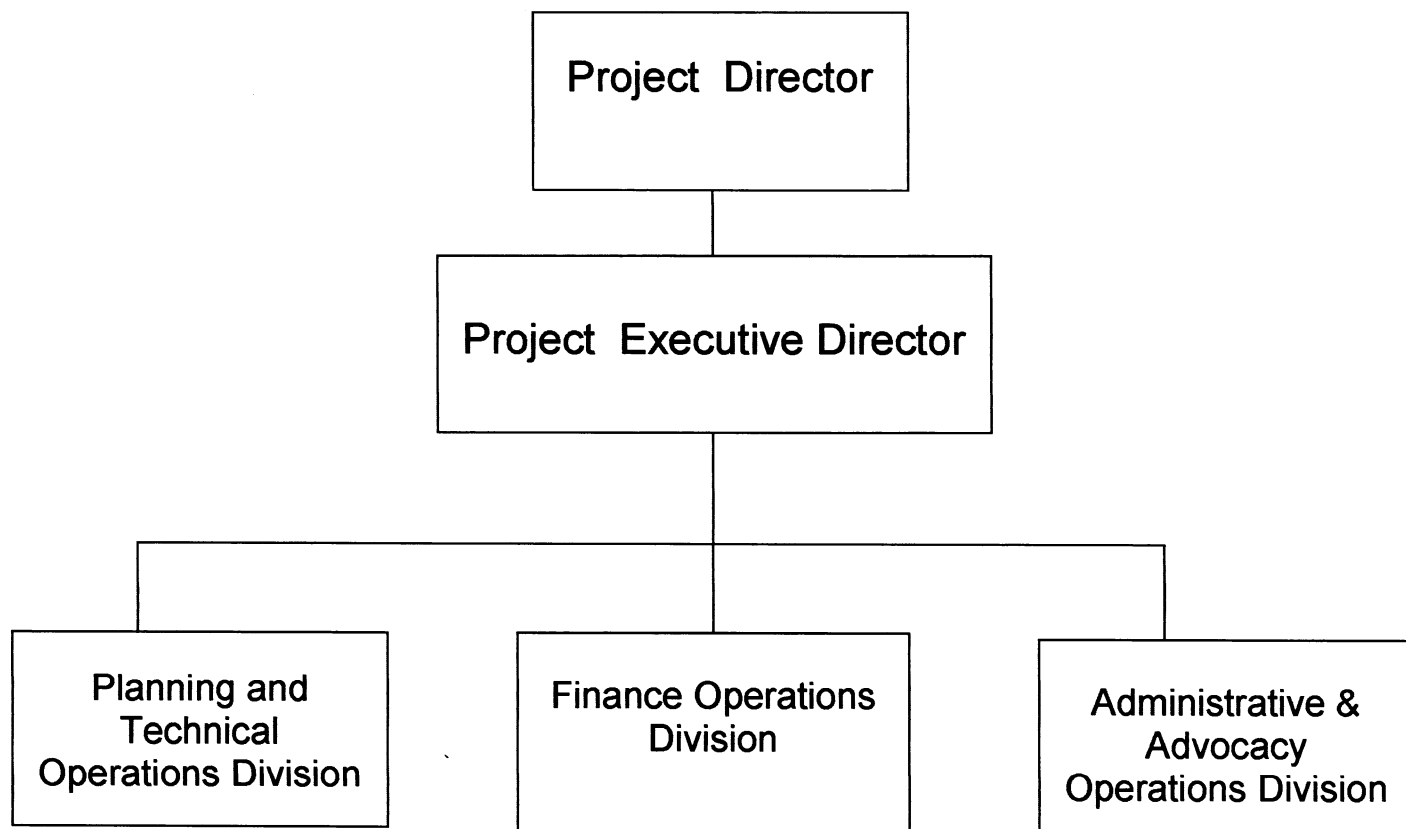 Project Director
Project Executive Director
Planning and
Technical
Operations Division
Finance Operations
Division
Administrative &
Advocacy
Operations Division